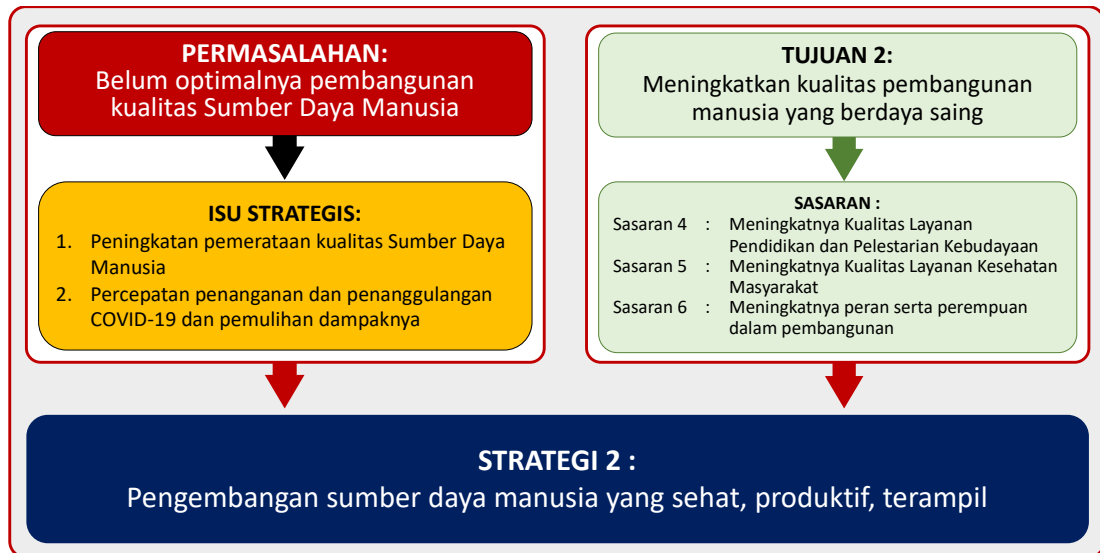 PERMASALAHAN:
Belum optimalnya pembangunan
kualitas Sumber Daya Manusia
ISU STRATEGIS:
1. Peningkatan pemerataan kualitas Sumber Daya
Manusia
2. Percepatan penanganan dan penanggulangan
COVID-19 dan pemulihan dampaknya
TUJUAN 2:
Meningkatkan kualitas pembangunan
manusia yang berdaya saing
SASARAN :
Sasaran 4 : Meningkatnya Kualitas Layanan
Pendidikan dan Pelestarian Kebudayaan
Sasaran 5 : Meningkatnya Kualitas Layanan Kesehatan
Masyarakat
Sasaran 6 : Meningkatnya peran serta perempuan
dalam pembangunan
STRATEGI 2 :
Pengembangan sumber daya manusia yang sehat, produktif, terampil